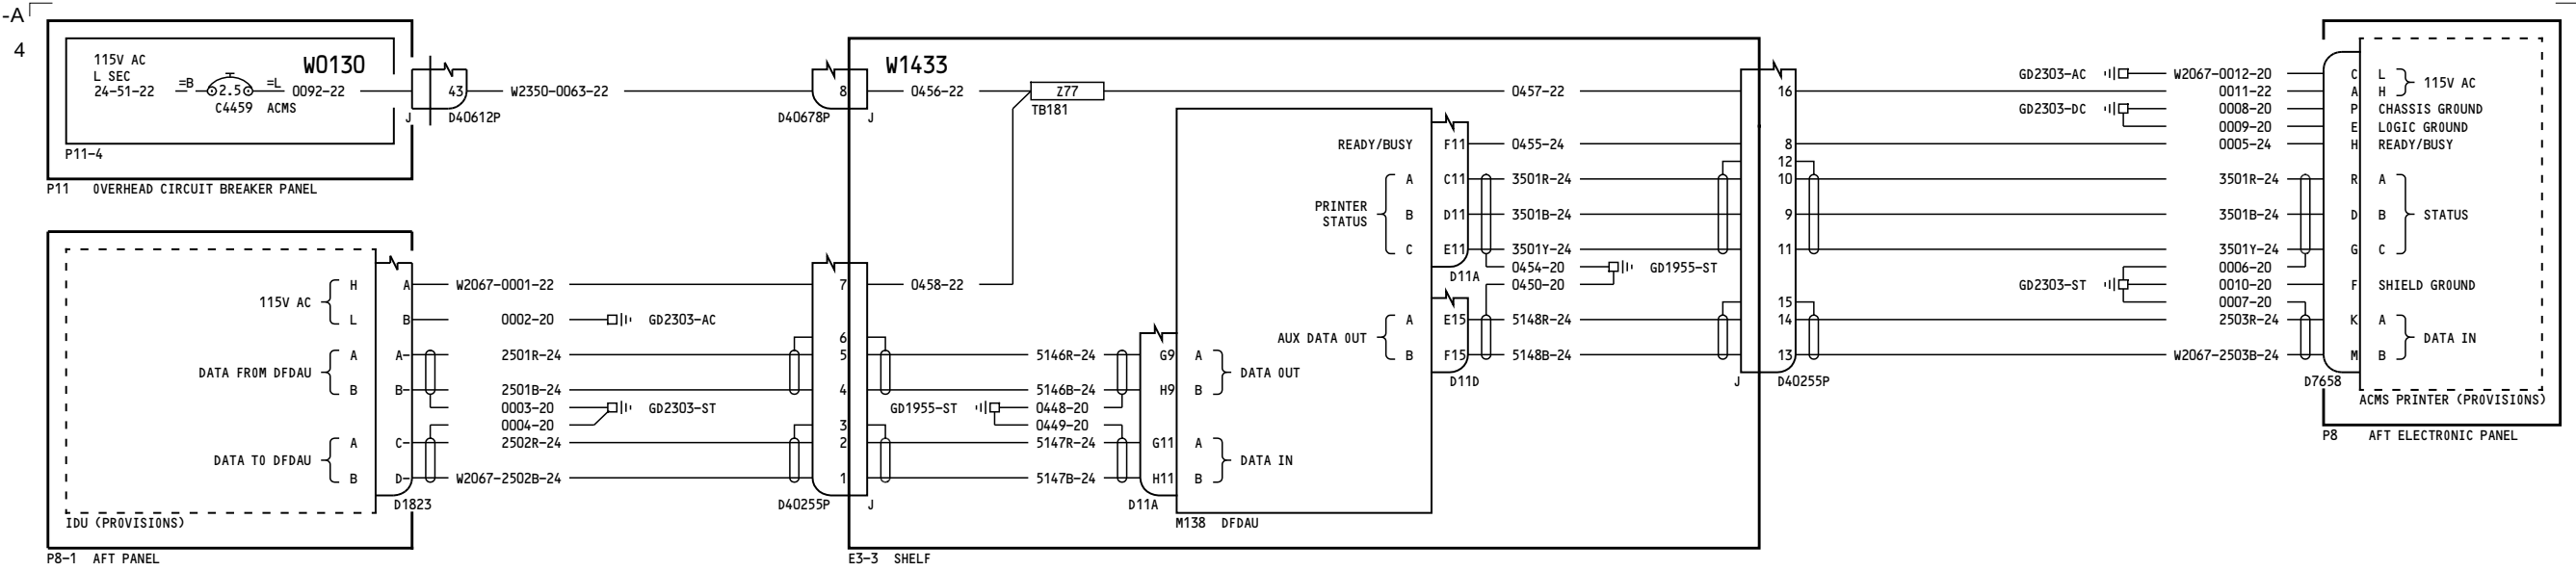 -A
4
115V AC
L SEC
24-51-22
=B
2.5
=L
C4459 ACMS
W0130
0092-22
P11-4
P11 OVERHEAD CIRCUIT BREAKER PANEL
43
J
D40612P
W2350-0063-22
8
D40678P
J
W1433
0456-22
Z77
TB181
0457-22
16
GD2303-AC
W2067-0012-20
C
L
115V AC
0011-22
A
H
GD2303-DC
0008-20
P
CHASSIS GROUND
0009-20
E
LOGIC GROUND
READY/BUSY
F11
0455-24
8
0005-24
H
READY/BUSY
12
PRINTER
STATUS
A
C11
3501R-24
10
3501R-24
R
A
B
D11
3501B-24
9
3501B-24
D
B
STATUS
C
E11
3501Y-24
11
3501Y-24
G
C
D11A
0454-20
GD1955-ST
0450-20
0006-20
GD2303-ST
0010-20
F
SHIELD GROUND
0007-20
15
AUX DATA OUT
A
E15
5148R-24
14
2503R-24
K
A
DATA IN
B
F15
5148B-24
13
W2067-2503B-24
M
B
D11D
J
D40255P
D7658
ACMS PRINTER (PROVISIONS)
P8 AFT ELECTRONIC PANEL
115V AC
H
A
W2067-0001-22
7
0458-22
L
B
0002-20
GD2303-AC
6
DATA FROM DFDAU
A
A-
2501R-24
5
5146R-24
G9
A
DATA OUT
B
B-
2501B-24
4
5146B-24
H9
B
0003-20
GD2303-ST
GD1955-ST
0448-20
0004-20
3
0449-20
DATA TO DFDAU
A
C-
2502R-24
2
5147R-24
G11
A
DATA IN
B
D-
W2067-2502B-24
1
5147B-24
H11
B
D1823
D40255P
J
D11A
IDU (PROVISIONS)
M138 DFDAU
P8-1 AFT PANEL
E3-3 SHELF